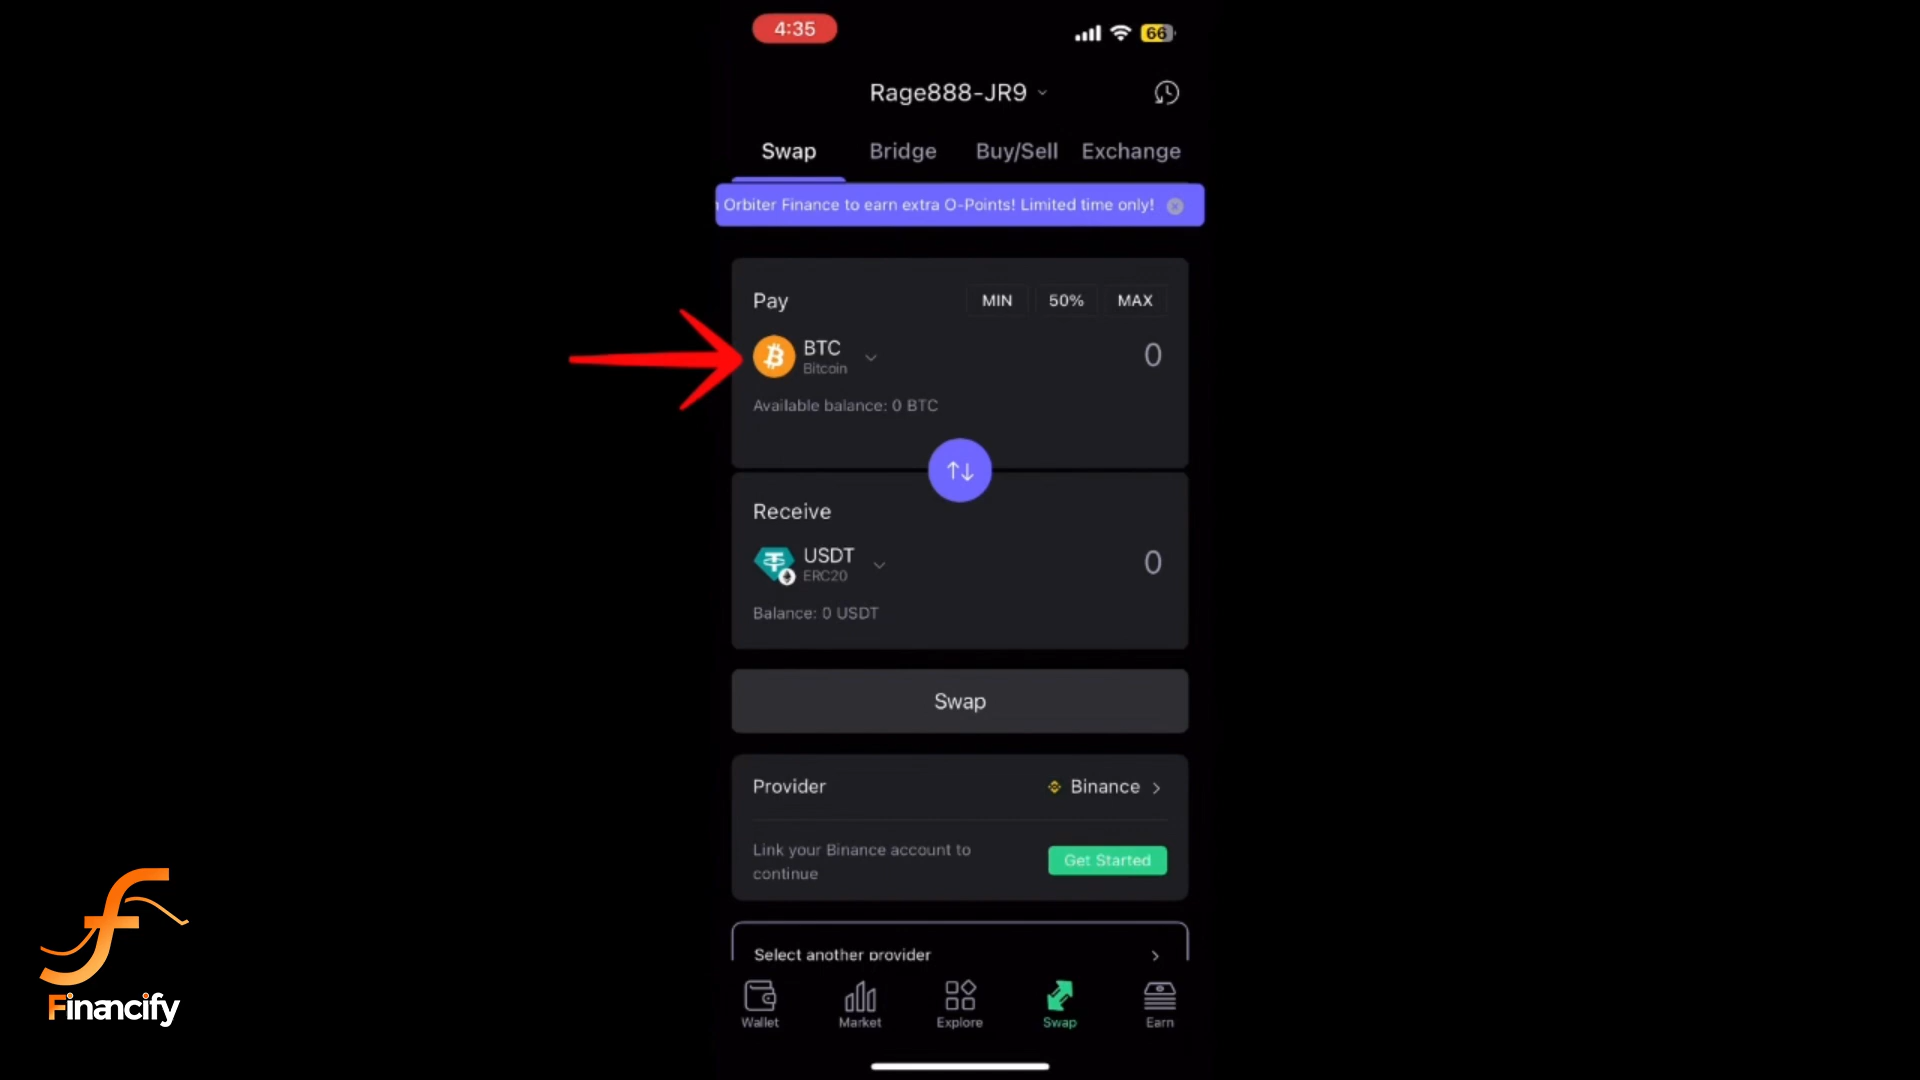 4:35
66
Rage888-JR9
Swap Bridge Buy/Sell Exchange
Orbiter Finance to earn extra O-Points! Limited time only!
Pay MIN 50% MAX
BTC 0
Bitcoin
Available balance: 0 BTC
Receive
USDT 0
ERC20
Balance: 0 USDT
Swap
Provider Binance
Link your Binance account to
continue
Get Started
Select another provider
Wallet Market Explore Swap Earn
Financify